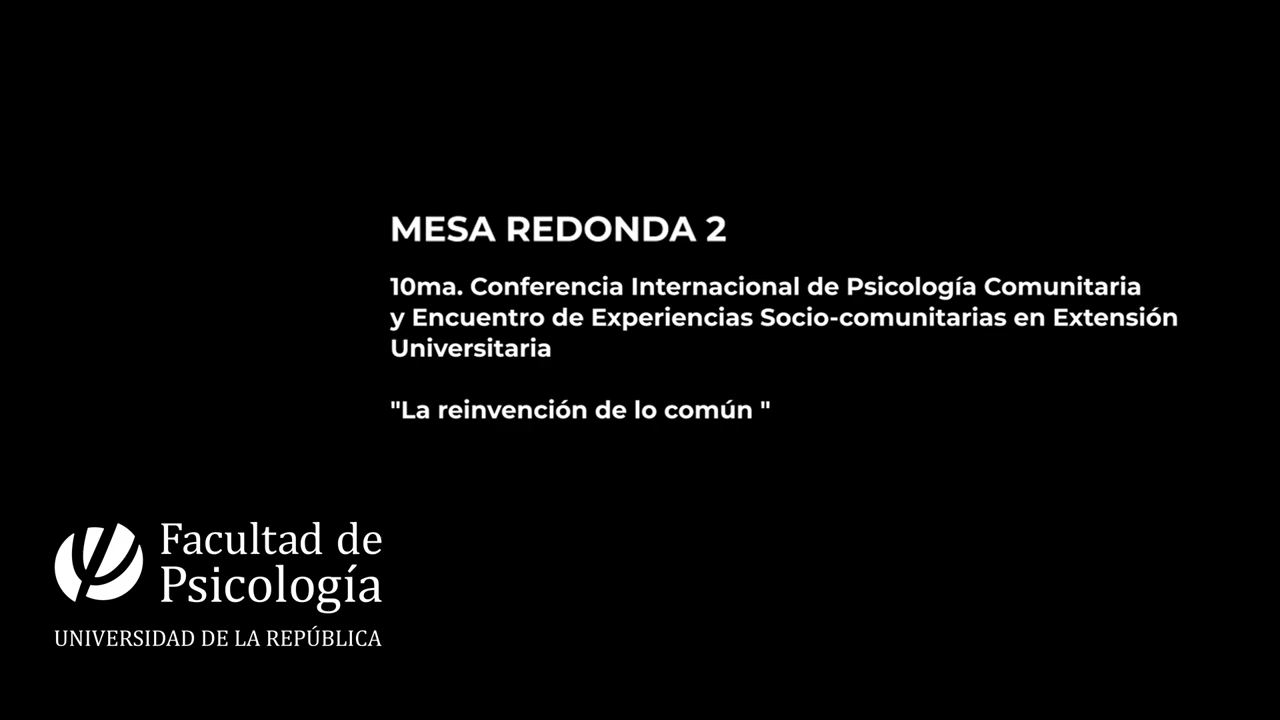 MESA REDONDA 2
10ma. Conferencia Internacional de Psicología Comunitaria
y Encuentro de Experiencias Socio-comunitarias en Extensión
Universitaria
"La reinvención de lo común "
Facultad de
Psicología
UNIVERSIDAD DE LA REPÚBLICA